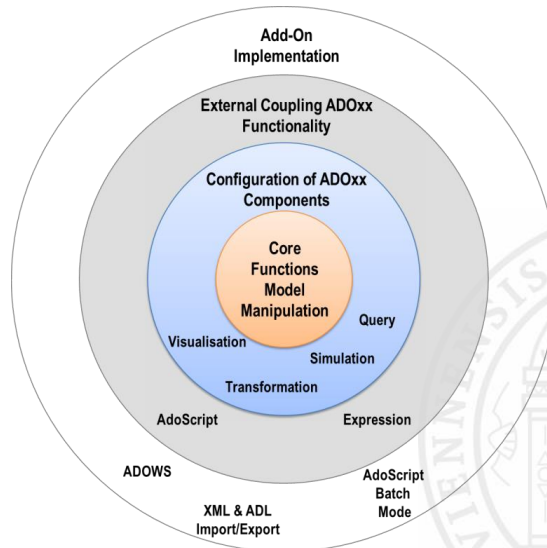 Add-On
Implementation
External Coupling ADOxx
Functionality
Configuration of ADOxx
Components
Core
Functions
Model
Manipulation
Query
Visualisation
Simulation
Transformation
AdoScript
Expression
ADOWS
AdoScript
Batch
Mode
XML & ADL
Import/Export